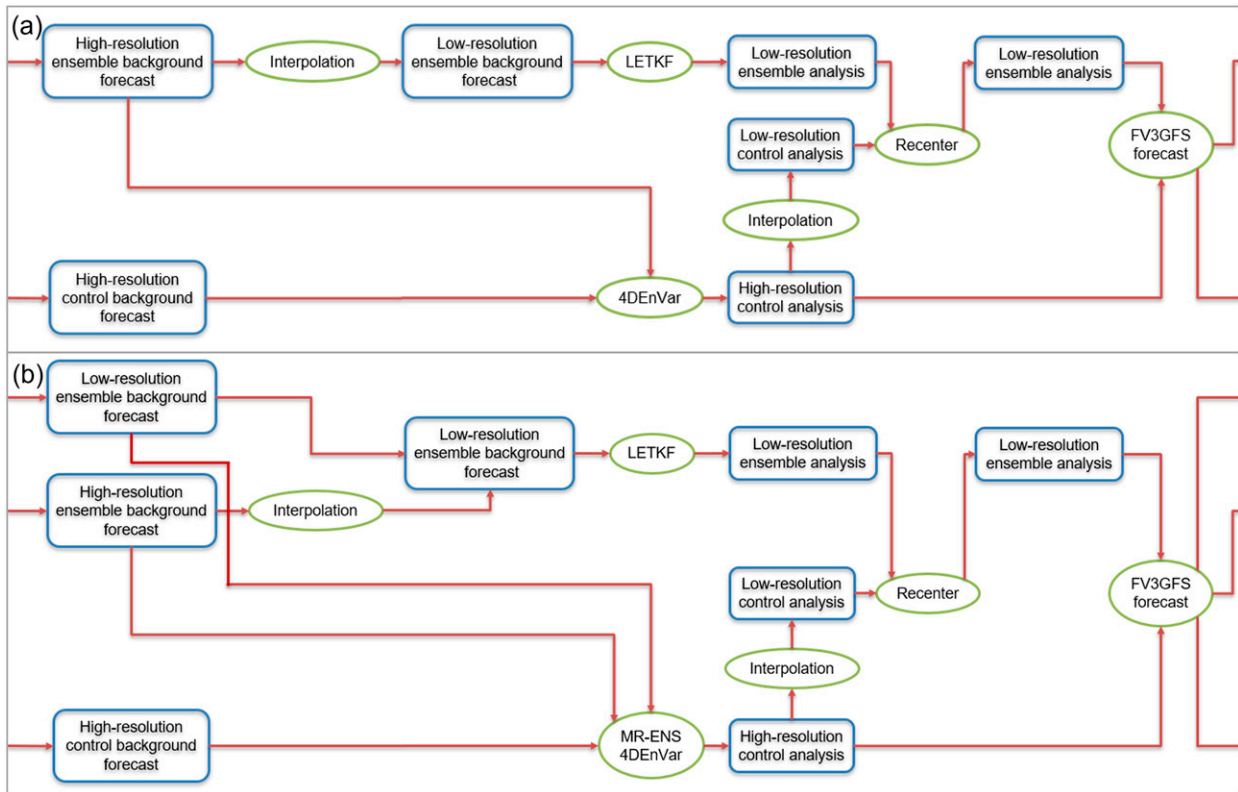 (a)
High-resolution
ensemble background
forecast
Interpolation
Low-resolution
ensemble background
forecast
LETKF
Low-resolution
ensemble analysis
Low-resolution
ensemble analysis
Low-resolution
control analysis
Recenter
FV3GFS
forecast
Interpolation
High-resolution
control background
forecast
4DEnVar
High-resolution
control analysis
(b)
Low-resolution
ensemble background
forecast
Low-resolution
ensemble background
forecast
LETKF
Low-resolution
ensemble analysis
Low-resolution
ensemble analysis
High-resolution
ensemble background
forecast
Interpolation
Low-resolution
control analysis
Recenter
FV3GFS
forecast
Interpolation
High-resolution
control background
forecast
MR-ENS
4DEnVar
High-resolution
control analysis